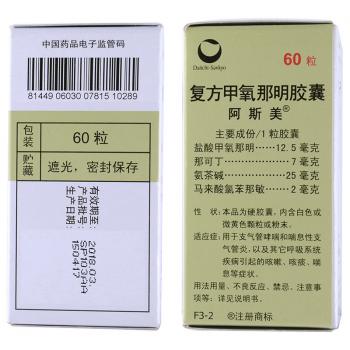 中国药品电子监管码
81449 06030 07815 10289
包装
60 粒
贮藏
遮光，密封保存
有效期至：
产品批号：
生产日期：
2018.03.
SP103AA
150417
Daiichi-Sankyo
60 粒
复方甲氧那明胶囊
阿斯美®
主要成份/1 粒胶囊
盐酸甲氧那明——12. 5 毫克
那可丁——7 毫克
氨茶碱——25 毫克
马来酸氯苯那敏——2 毫克
性 状：本品为硬胶囊，内含白色或
微黄色颗粒或粉末。
适应症：用于支气管哮喘和喘息性支
气管炎，以及其它呼吸系
统疾病引起的咳嗽、咳痰、喘
息等症状。
用法用量、不良反应、禁忌、注意事
项等：详见说明书。
F3-2
®注册商标